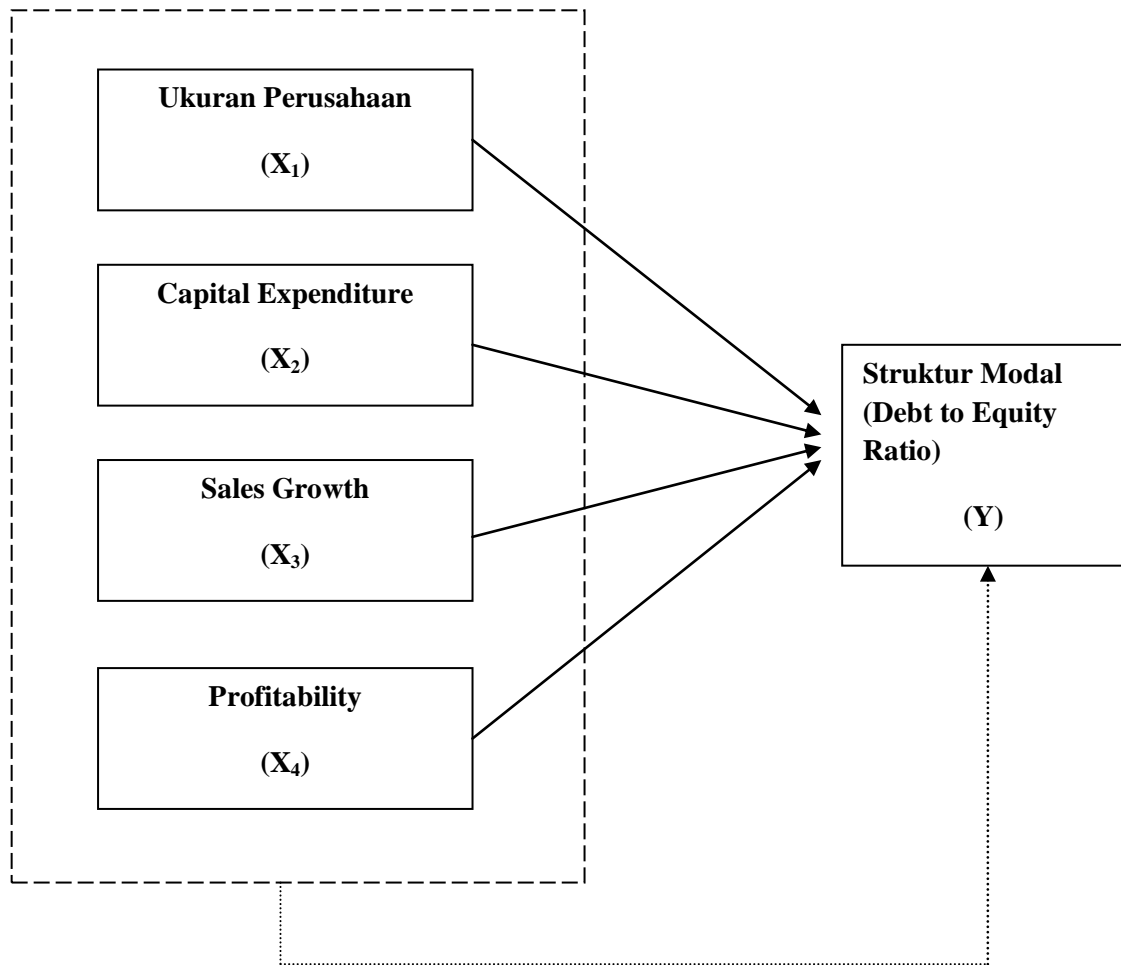 Ukuran Perusahaan
(X₁)
Capital Expenditure
(X₂)
Sales Growth
(X₃)
Profitability
(X₄)
Struktur Modal
(Debt to Equity
Ratio)
(Y)